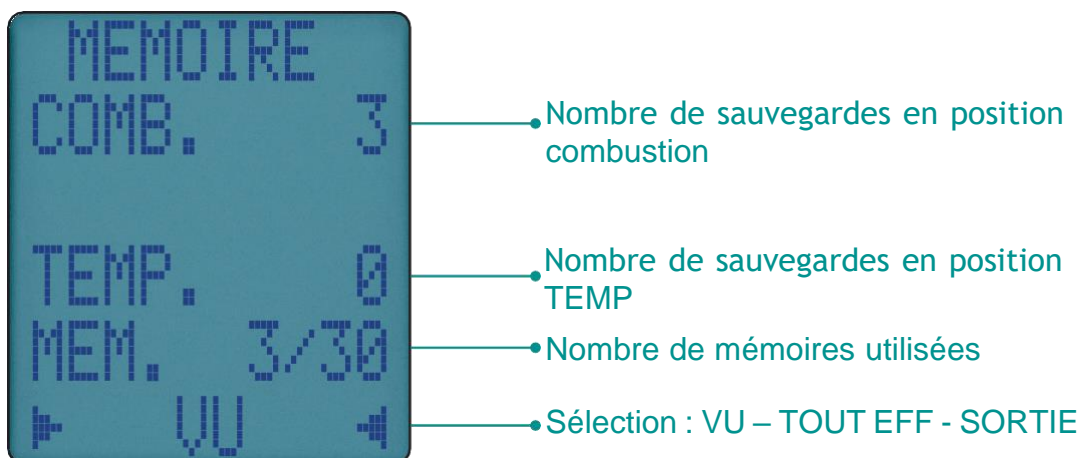 MEMOIRE
COMB. 3
Nombre de sauvegardes en position
combustion
TEMP. 0
Nombre de sauvegardes en position
TEMP
MEM. 3/30
Nombre de mémoires utilisées
VU
Sélection : VU – TOUT EFF - SORTIE